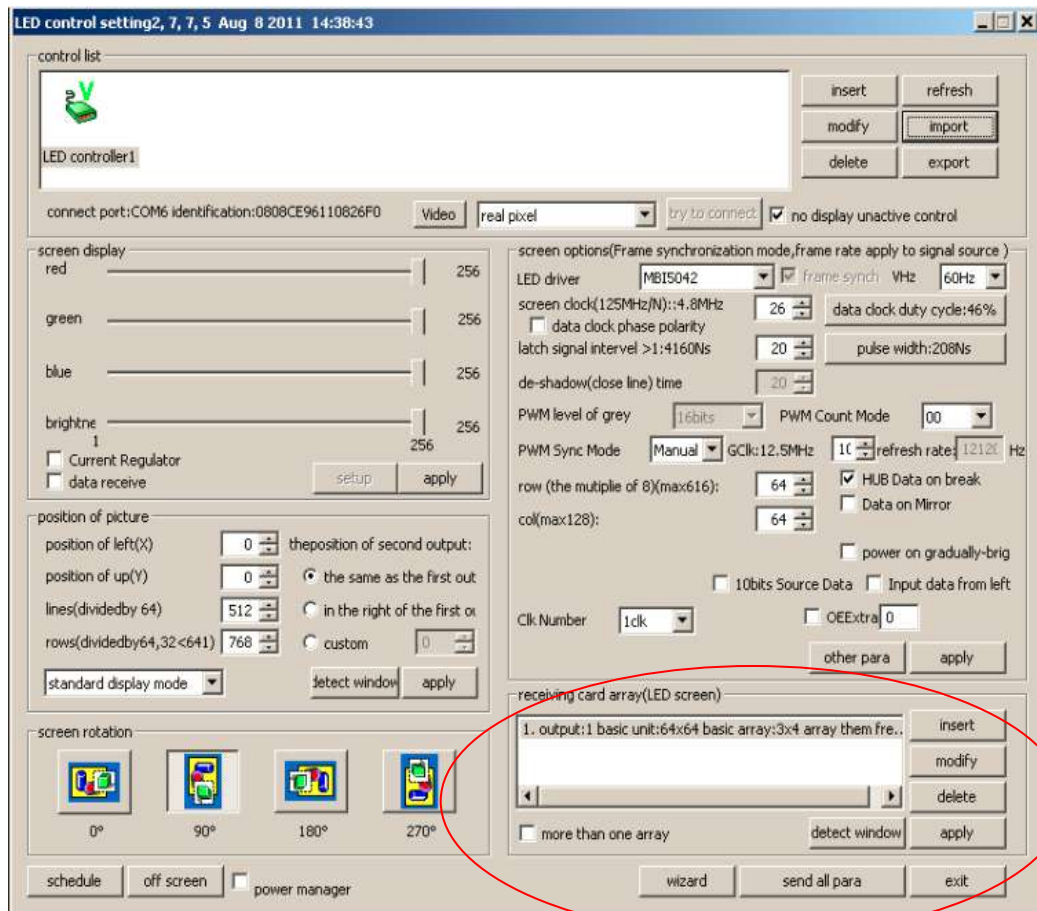 LED control setting2, 7, 7, 5 Aug 8 2011 14:38:43
control list
insert refresh
LED controller1
modify import
delete export
connect port:COM6 identification:0808CE96110826F0 Video real pixel try to connect no display unactive control
screen display
red 256
green 256
blue 256
brightne 256
1 256
Current Regulator
data receive
setup apply
position of picture
position of left(X) 0 theposition of second output:
position of up(Y) 0 the same as the first out
lines(dividedby 64) 512 in the right of the first ou
rows(dividedby64,32<641) 768 custom 0
standard display mode detect window apply
screen rotation
0° 90° 180° 270°
schedule off screen power manager
screen options(Frame synchronization mode,frame rate apply to signal source )
LED driver MBI5042 frame synch VHz 60Hz
screen clock(125MHz/N)::4.8MHz 26 data clock duty cycle:46%
data clock phase polarity
latch signal intervel >1:4160Ns 20 pulse width:208Ns
de-shadow(close line) time 20
PWM level of grey 16bits PWM Count Mode 00
PWM Sync Mode Manual GClk:12.5MHz 10 refresh rate: Hz
row (the mutiplie of 8)(max616): 64 HUB Data on break
col(max128): 64 Data on Mirror
power on gradually-brig
10bits Source Data Input data from left
Clk Number 1clk OEExtra 0
other para apply
receiving card array(LED screen)
1. output:1 basic unit:64x64 basic array:3x4 array them fre..
insert
modify
delete
more than one array detect window apply
wizard send all para exit